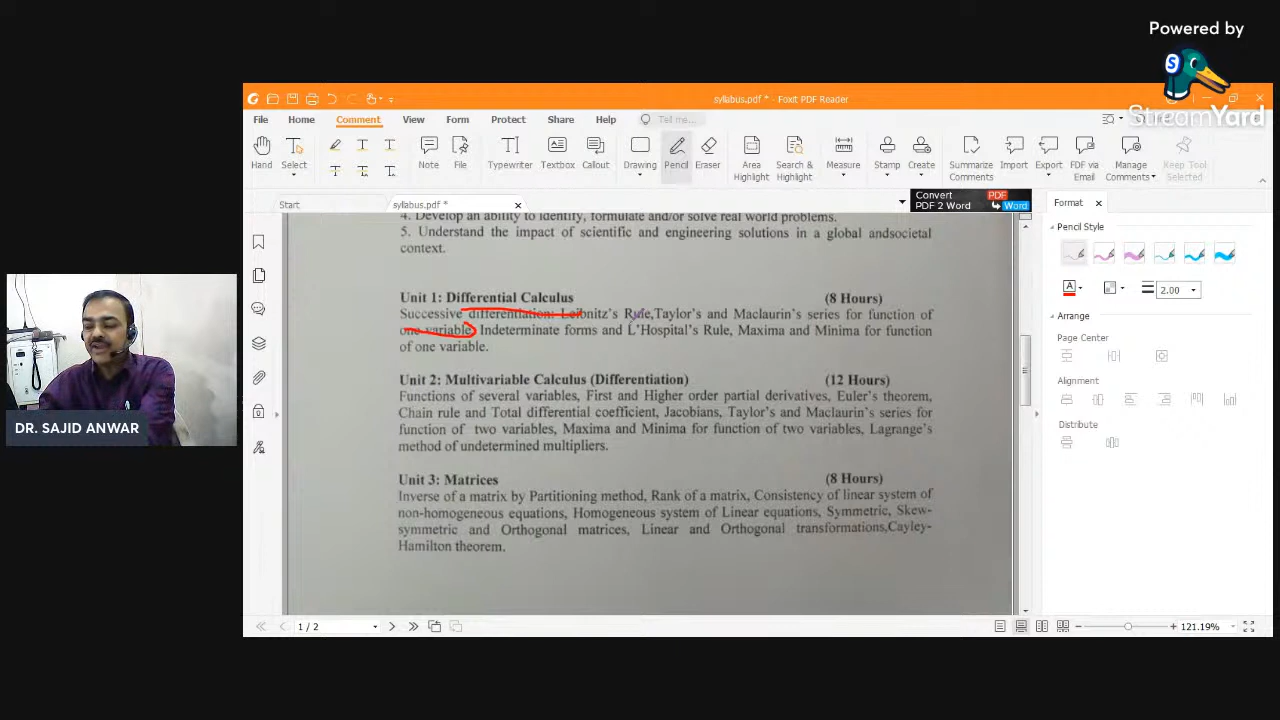 Powered by
S
StreamYard
syllabus.pdf * - Foxit PDF Reader
File Home Comment View Form Protect Share Help Tell me...
Hand Select Note File Typewriter Textbox Callout Drawing Pencil Eraser Area Highlight Search & Highlight Measure Stamp Create Summarize Comments Import Export FDF via Email Manage Comments Keep Tool Selected
Start syllabus.pdf *
Convert PDF
PDF 2 Word Word
Format
4. Develop an ability to identify, formulate and/or solve real world problems.
5. Understand the impact of scientific and engineering solutions in a global andsocietal
context.
Unit 1: Differential Calculus (8 Hours)
Successive differentiation: Leibnitz's Rule,Taylor's and Maclaurin's series for function of
one variable, Indeterminate forms and L'Hospital's Rule, Maxima and Minima for function
of one variable.
Unit 2: Multivariable Calculus (Differentiation) (12 Hours)
Functions of several variables, First and Higher order partial derivatives, Euler's theorem,
Chain rule and Total differential coefficient, Jacobians, Taylor's and Maclaurin's series for
function of two variables, Maxima and Minima for function of two variables, Lagrange's
method of undetermined multipliers.
Unit 3: Matrices (8 Hours)
Inverse of a matrix by Partitioning method, Rank of a matrix, Consistency of linear system of
non-homogeneous equations, Homogeneous system of Linear equations, Symmetric, Skew-
symmetric and Orthogonal matrices, Linear and Orthogonal transformations,Cayley-
Hamilton theorem.
Pencil Style
2.00
Arrange
Page Center
Alignment
Distribute
DR. SAJID ANWAR
1 / 2
121.19%